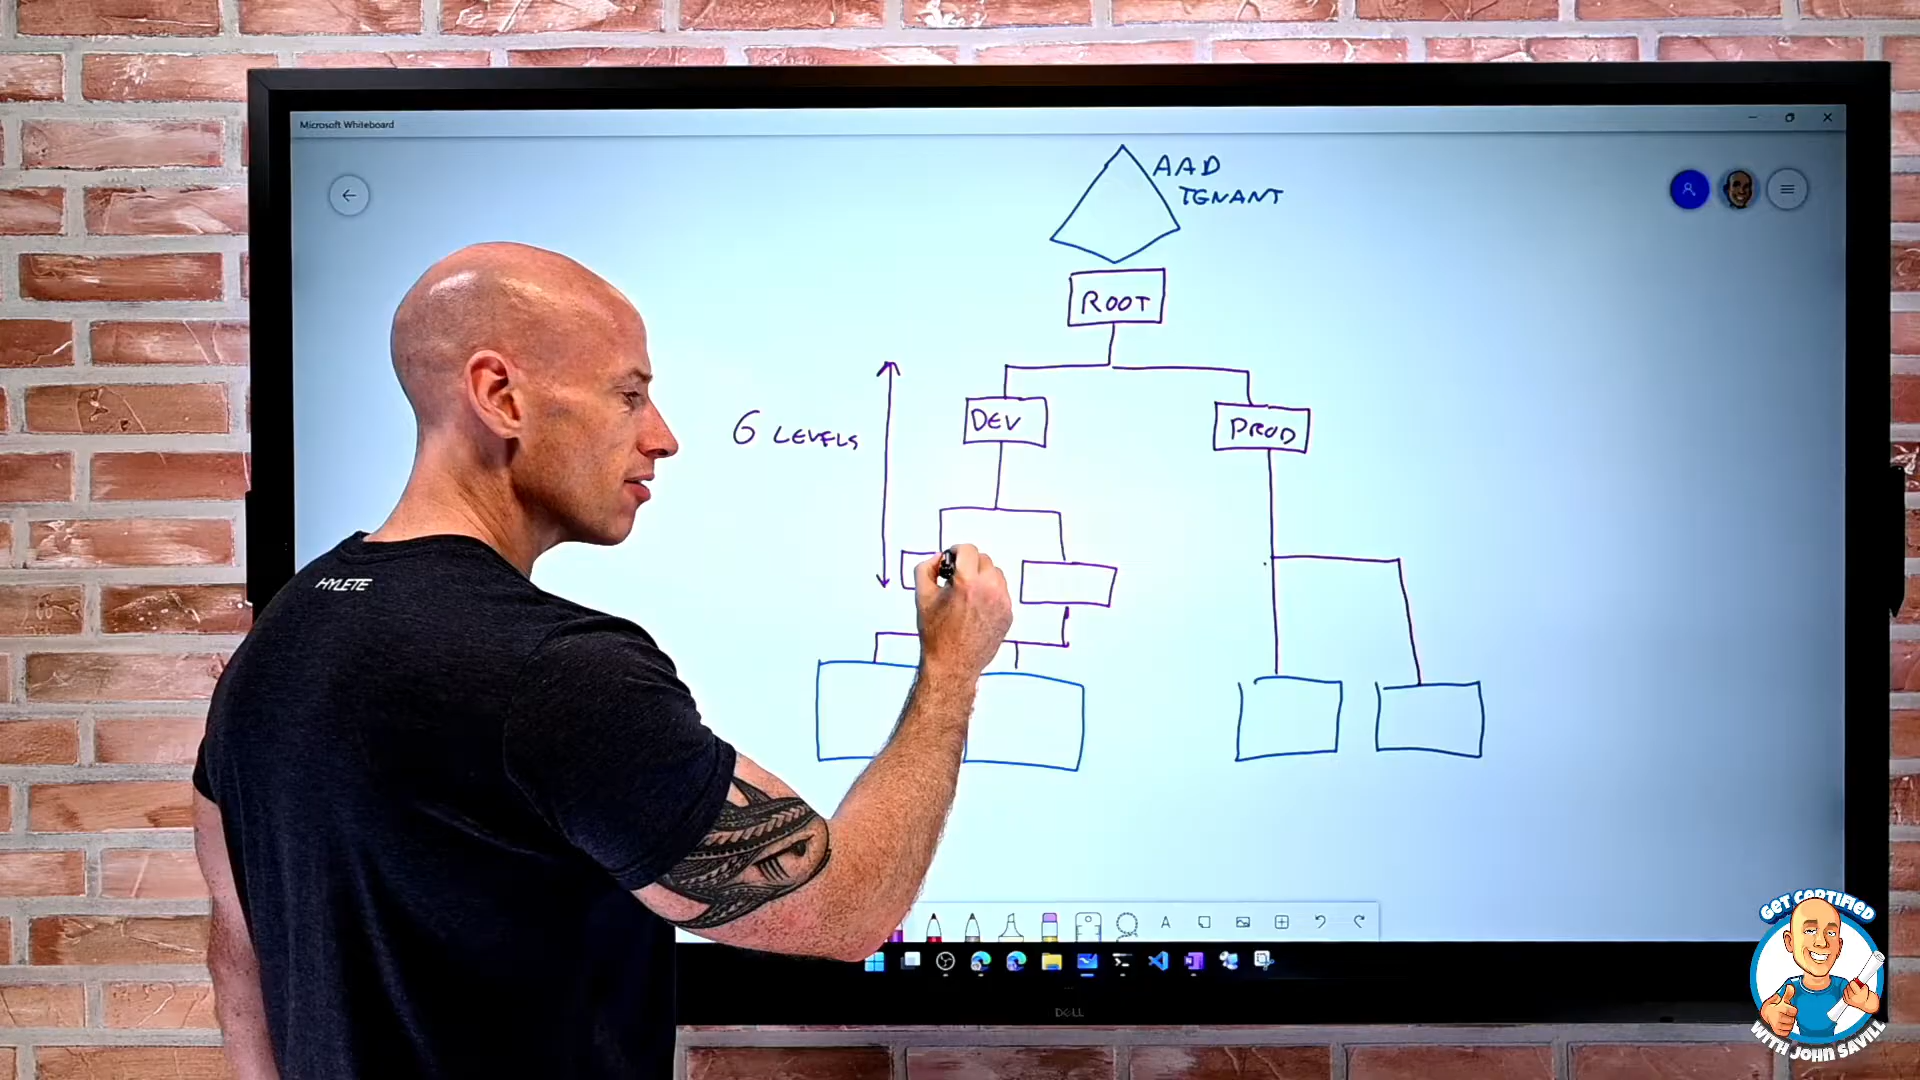 Microsoft Whiteboard
AAD
TENANT
ROOT
6 LEVELS
DEV
PROD
HYLETE
A
DELL
GET CERTIFIED
WITH JOHN SAVILL